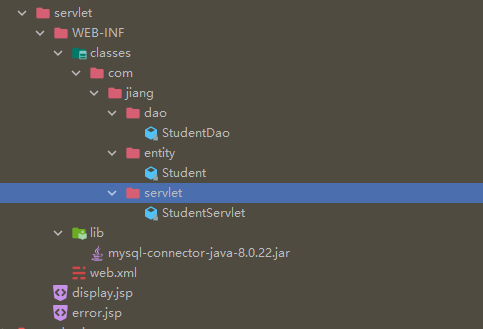 servlet
WEB-INF
classes
com
jiang
dao
StudentDao
entity
Student
servlet
StudentServlet
lib
mysql-connector-java-8.0.22.jar
web.xml
display.jsp
error.jsp